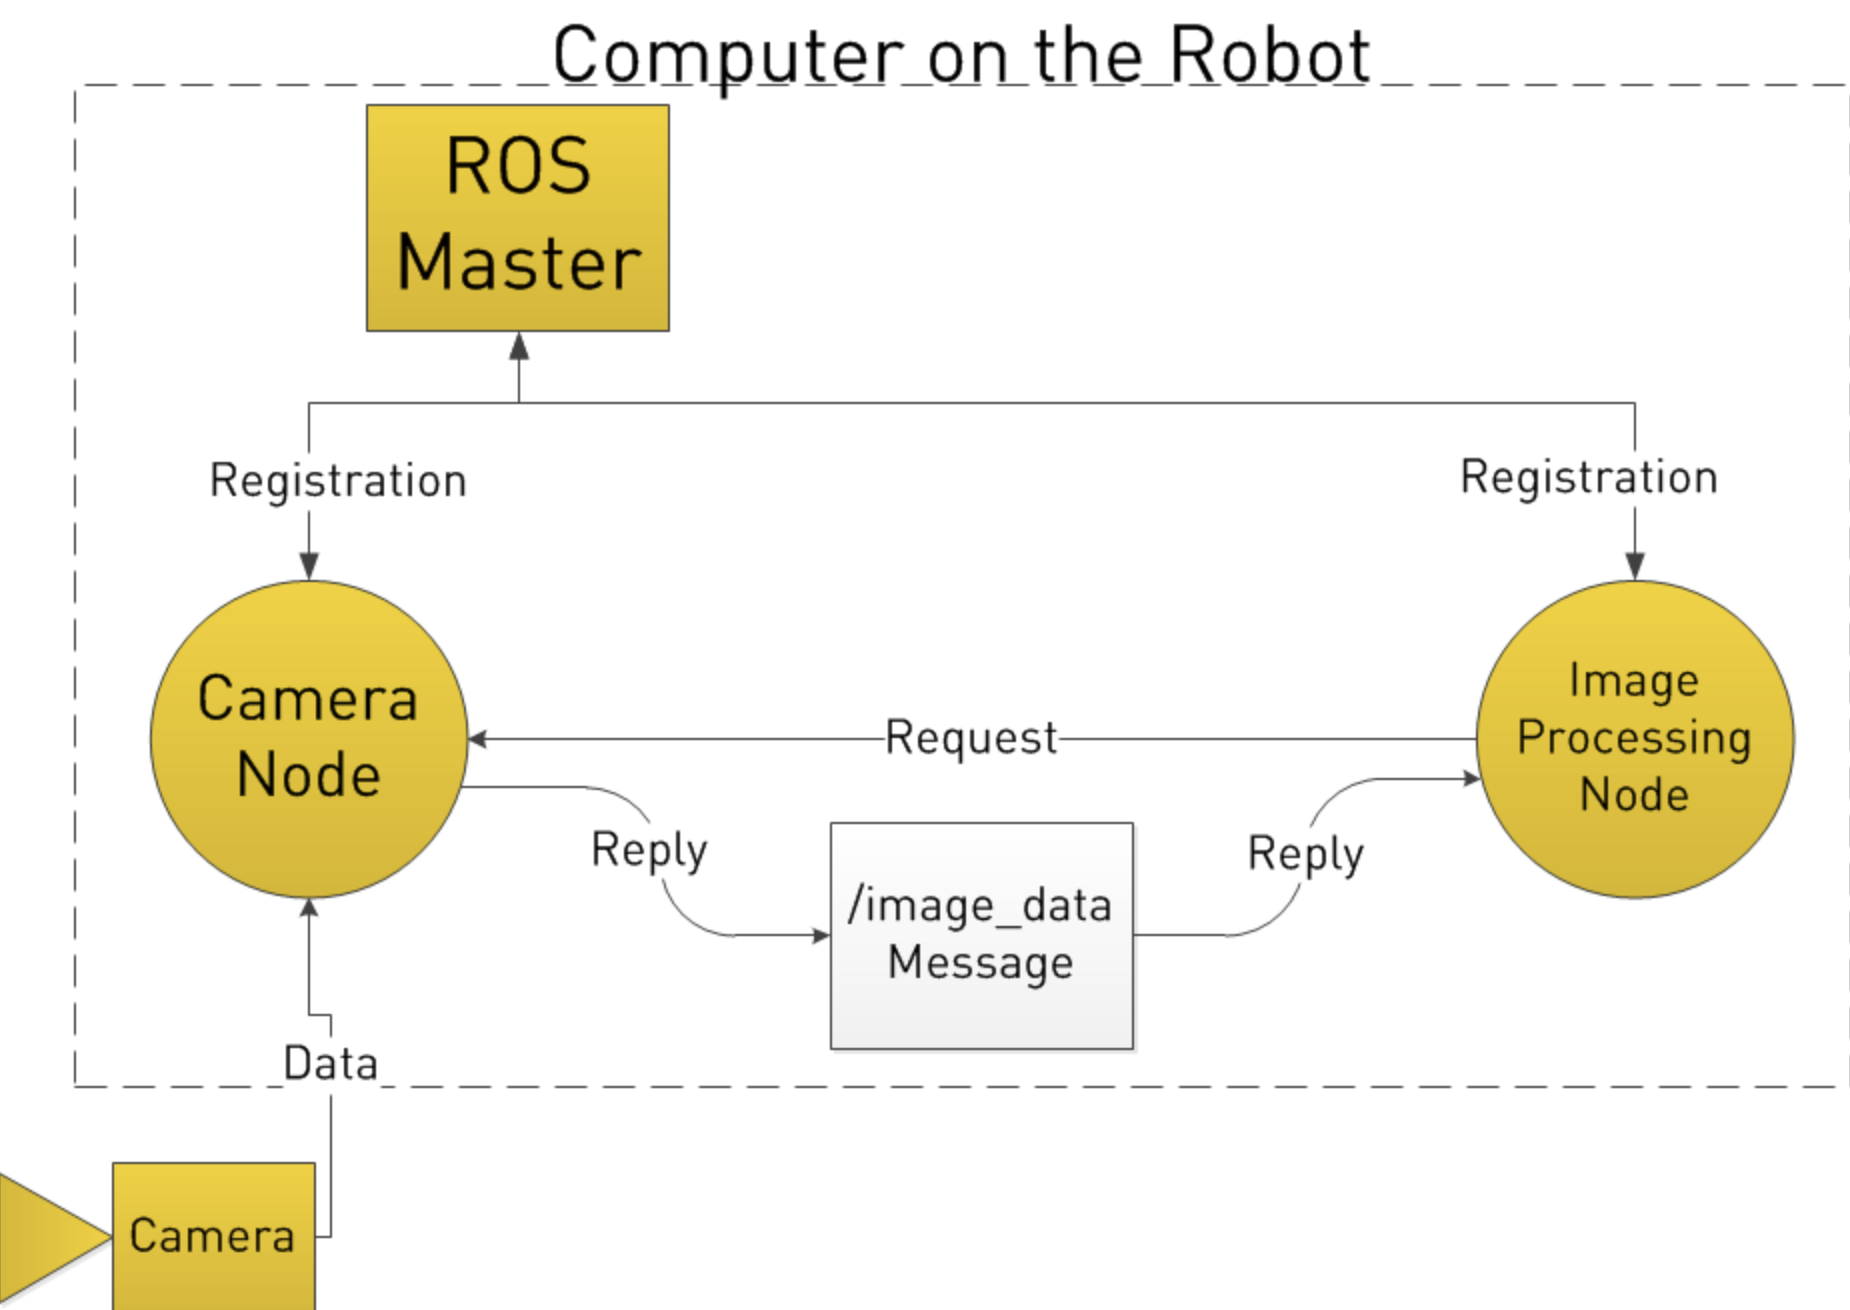 Computer on the Robot
ROS
Master
Registration
Registration
Camera
Node
Request
Image
Processing
Node
Reply
Reply
/image_data
Message
Data
Camera